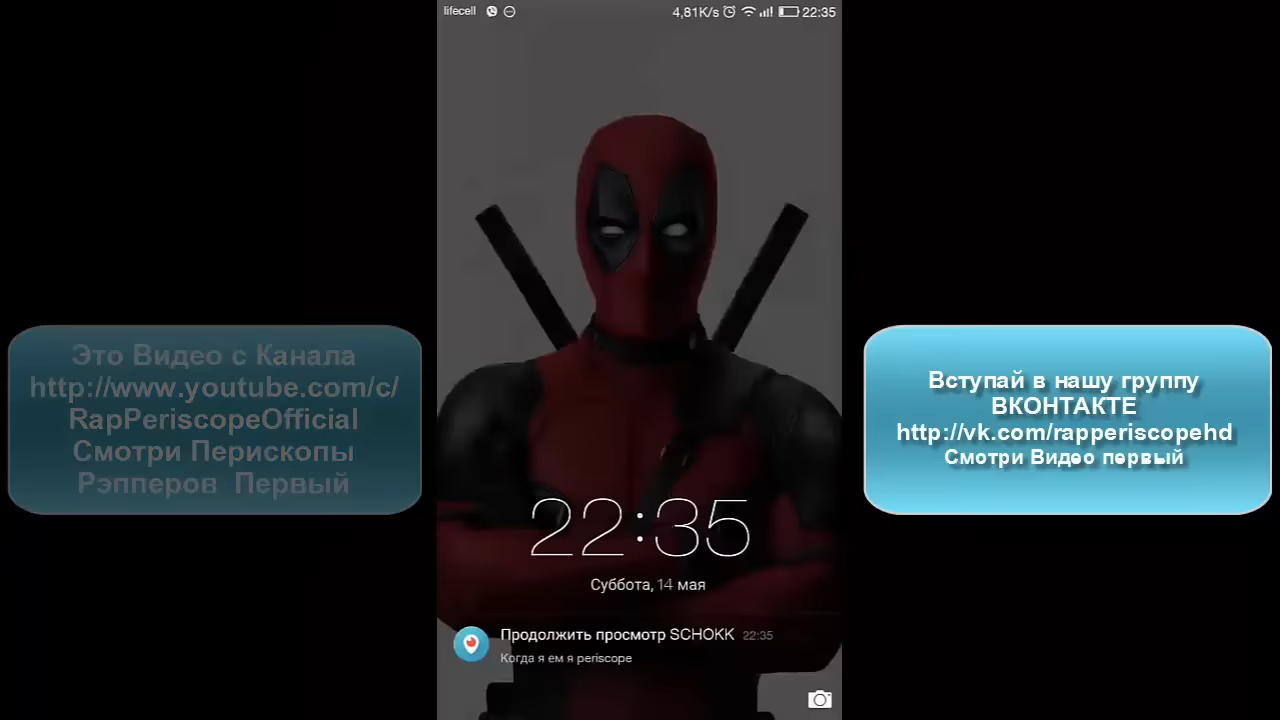 lifecell
4,81K/s 22:35
Это Видео с Канала
http://www.youtube.com/c/
RapPeriscopeOfficial
Смотри Перископы
Рэпперов Первый
22:35
Суббота, 14 мая
Продолжить просмотр SCHOKK 22:35
Когда я ем я periscope
Вступай в нашу группу
ВКОНТАКТЕ
http://vk.com/rapperiscopehd
Смотри Видео первый